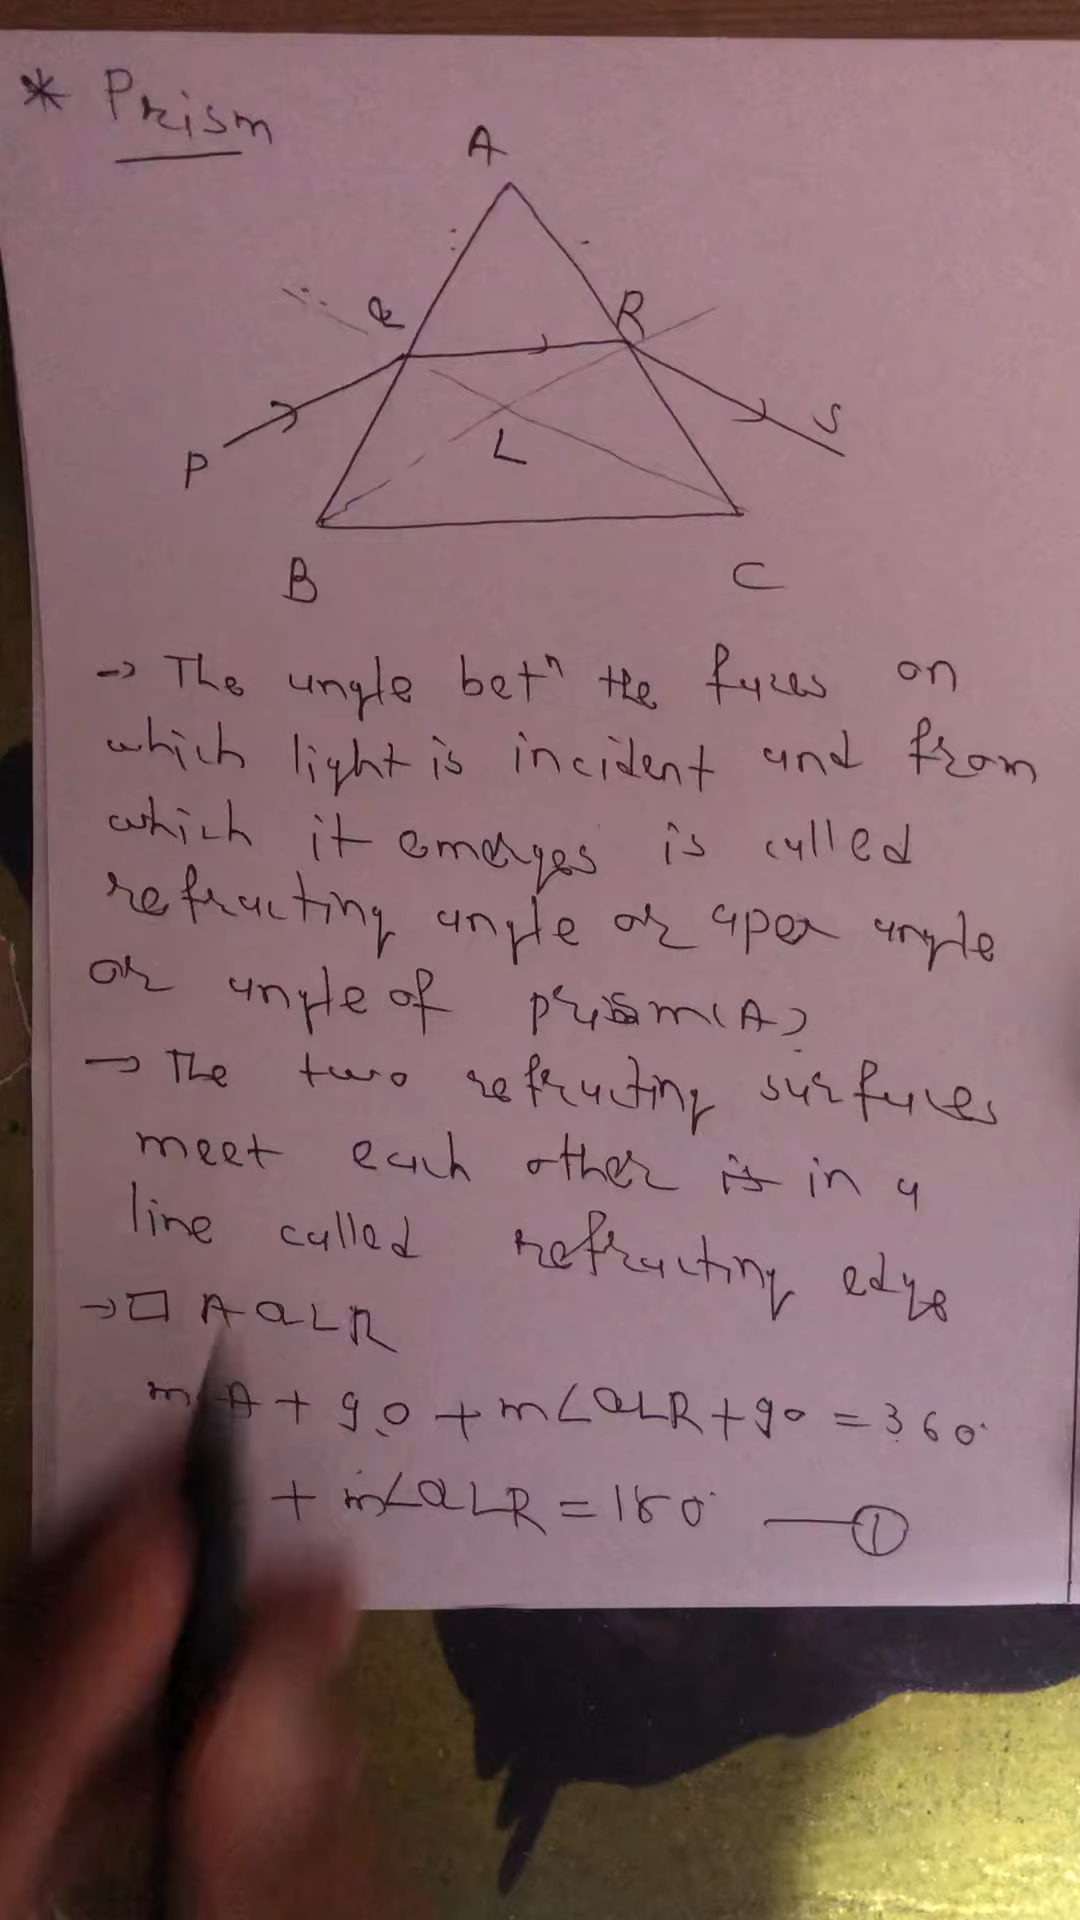 * Prism
A
Q
R
P
L
S
B
C
→ The angle betⁿ the faces on
which light is incident and from
which it emerges is called
refracting angle or apex angle
or angle of prism(A)
→ The two refracting surfaces
meet each other is in a
line called refracting edge
→ □ AQLR
A + 90 + m∠QLR + 90 = 360°
+ m∠QLR = 180° — ①